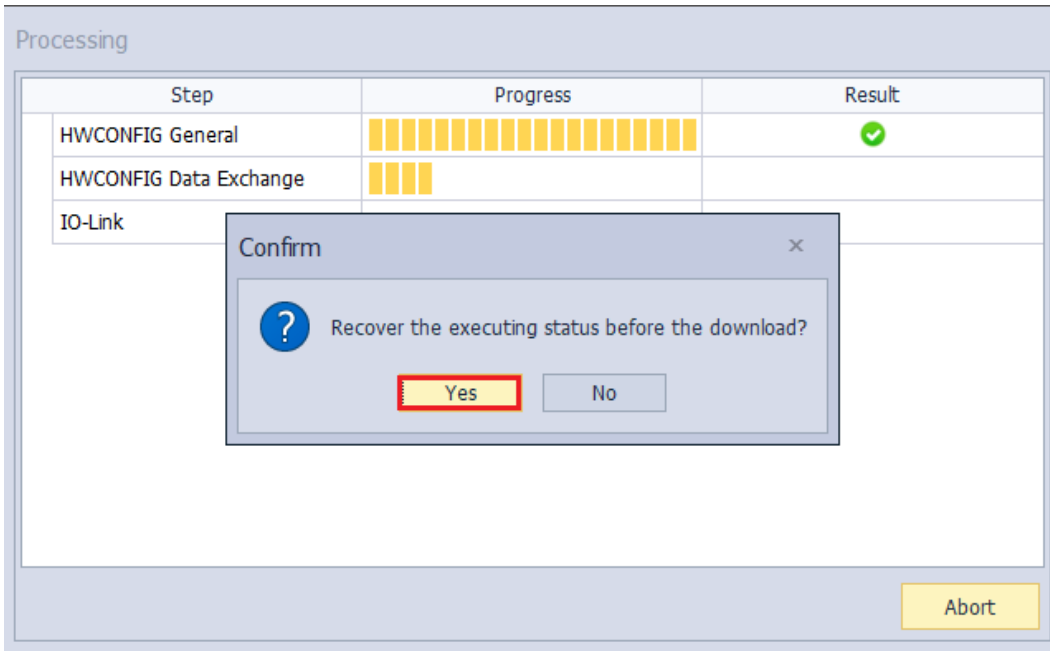 Processing
Step Progress Result
HWCONFIG General
HWCONFIG Data Exchange
IO-Link
Confirm
Recover the executing status before the download?
Yes No
Abort